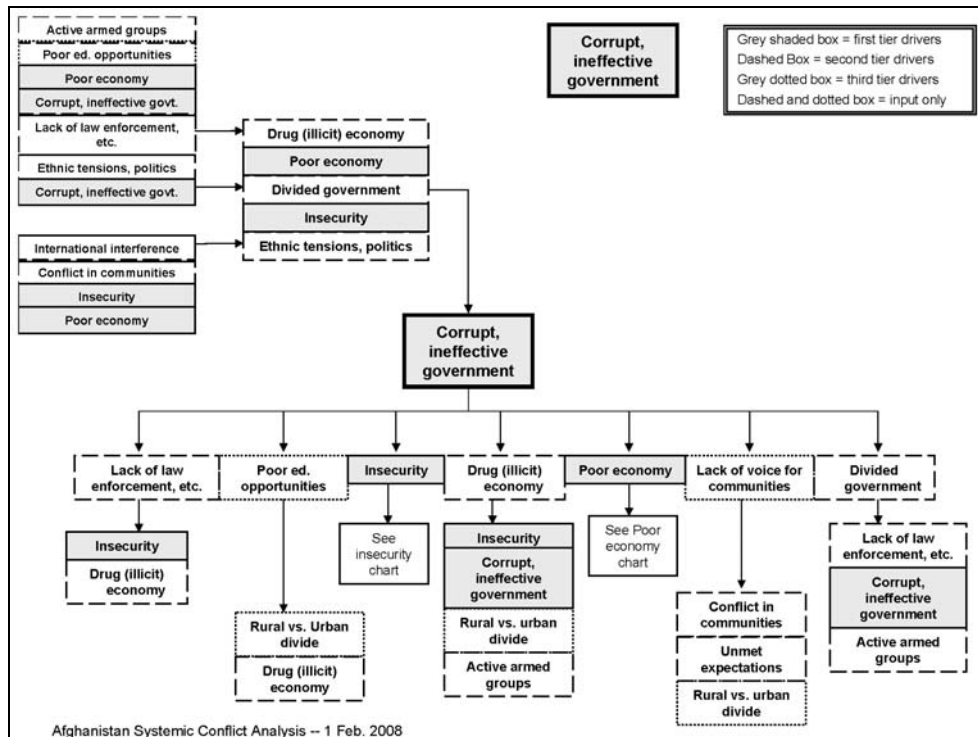 Active armed groups
Poor ed. opportunities
Poor economy
Corrupt, ineffective govt.
Lack of law enforcement,
etc.
Ethnic tensions, politics
Corrupt, ineffective govt.
International interference
Conflict in communities
Insecurity
Poor economy
Drug (illicit) economy
Poor economy
Divided government
Insecurity
Ethnic tensions, politics
Corrupt,
ineffective
government
Grey shaded box = first tier drivers
Dashed Box = second tier drivers
Grey dotted box = third tier drivers
Dashed and dotted box = input only
Corrupt,
ineffective
government
Lack of law
enforcement, etc.
Poor ed.
opportunities
Insecurity
Drug (illicit)
economy
Poor economy
Lack of voice for
communities
Divided
government
Insecurity
Drug (illicit)
economy
Rural vs. Urban
divide
Drug (illicit)
economy
See
insecurity
chart
Insecurity
Corrupt,
ineffective
government
Rural vs. urban
divide
Active armed
groups
See Poor
economy
chart
Conflict in
communities
Unmet
expectations
Rural vs. urban
divide
Lack of law
enforcement, etc.
Corrupt,
ineffective
government
Active armed
groups
Afghanistan Systemic Conflict Analysis -- 1 Feb. 2008